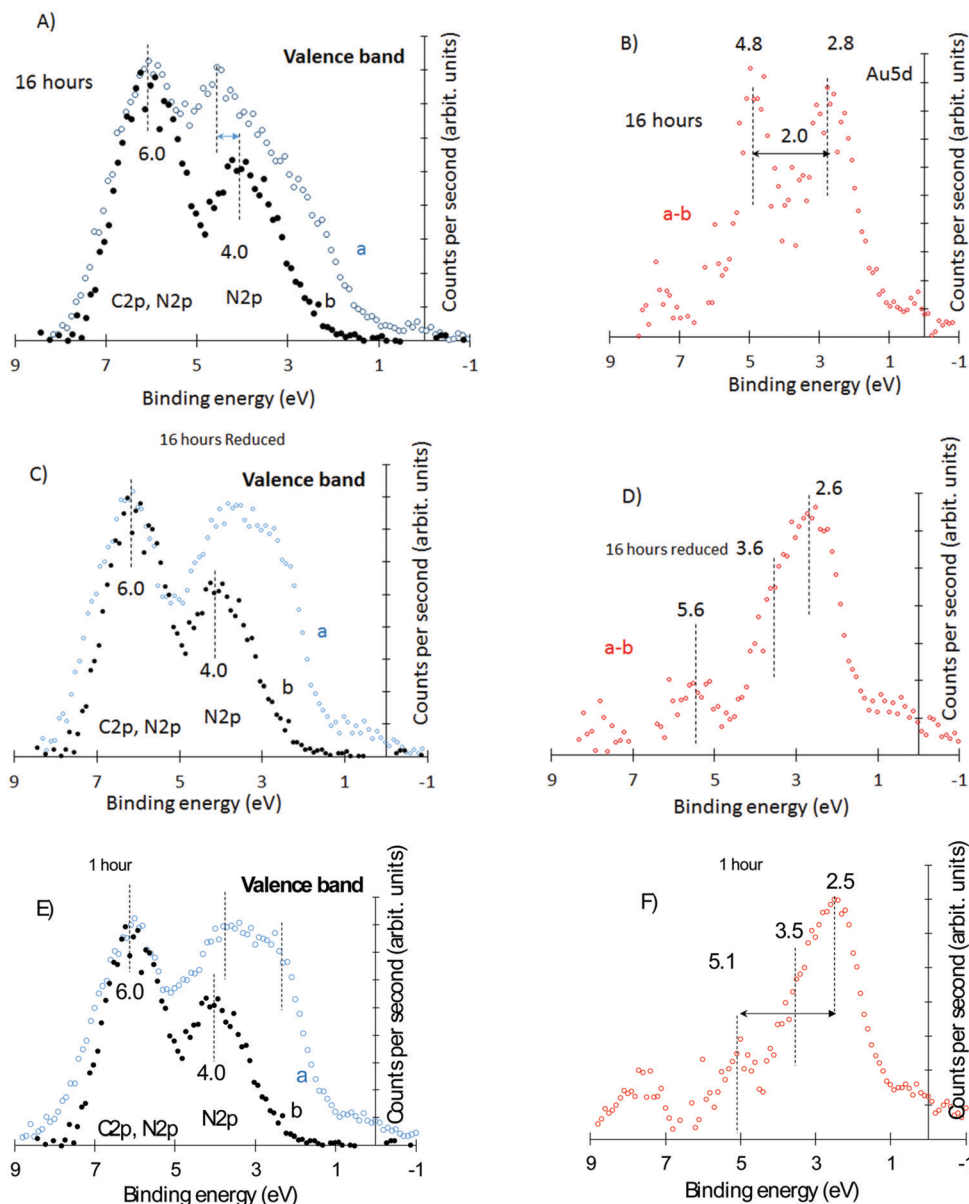 A)
Valence band
16 hours
6.0
4.0
a
b
C2p, N2p
N2p
Counts per second (arbit. units)
9 7 5 3 1 -1
Binding energy (eV)
B)
4.8
2.8
Au5d
16 hours
2.0
a-b
Counts per second (arbit. units)
9 7 5 3 1 -1
Binding energy (eV)
16 hours Reduced
C)
Valence band
6.0
4.0
a
b
C2p, N2p
N2p
Counts per second (arbit. units)
9 7 5 3 1 -1
Binding energy (eV)
D)
2.6
16 hours reduced
3.6
5.6
a-b
Counts per second (arbit. units)
9 7 5 3 1 -1
Binding energy (eV)
1 hour
Valence band
E)
6.0
4.0
a
b
C2p, N2p
N2p
Counts per second (arbit. units)
9 7 5 3 1 -1
Binding energy (eV)
1 hour
F)
2.5
3.5
5.1
Counts per second (arbit. units)
9 7 5 3 1 -1
Binding energy (eV)